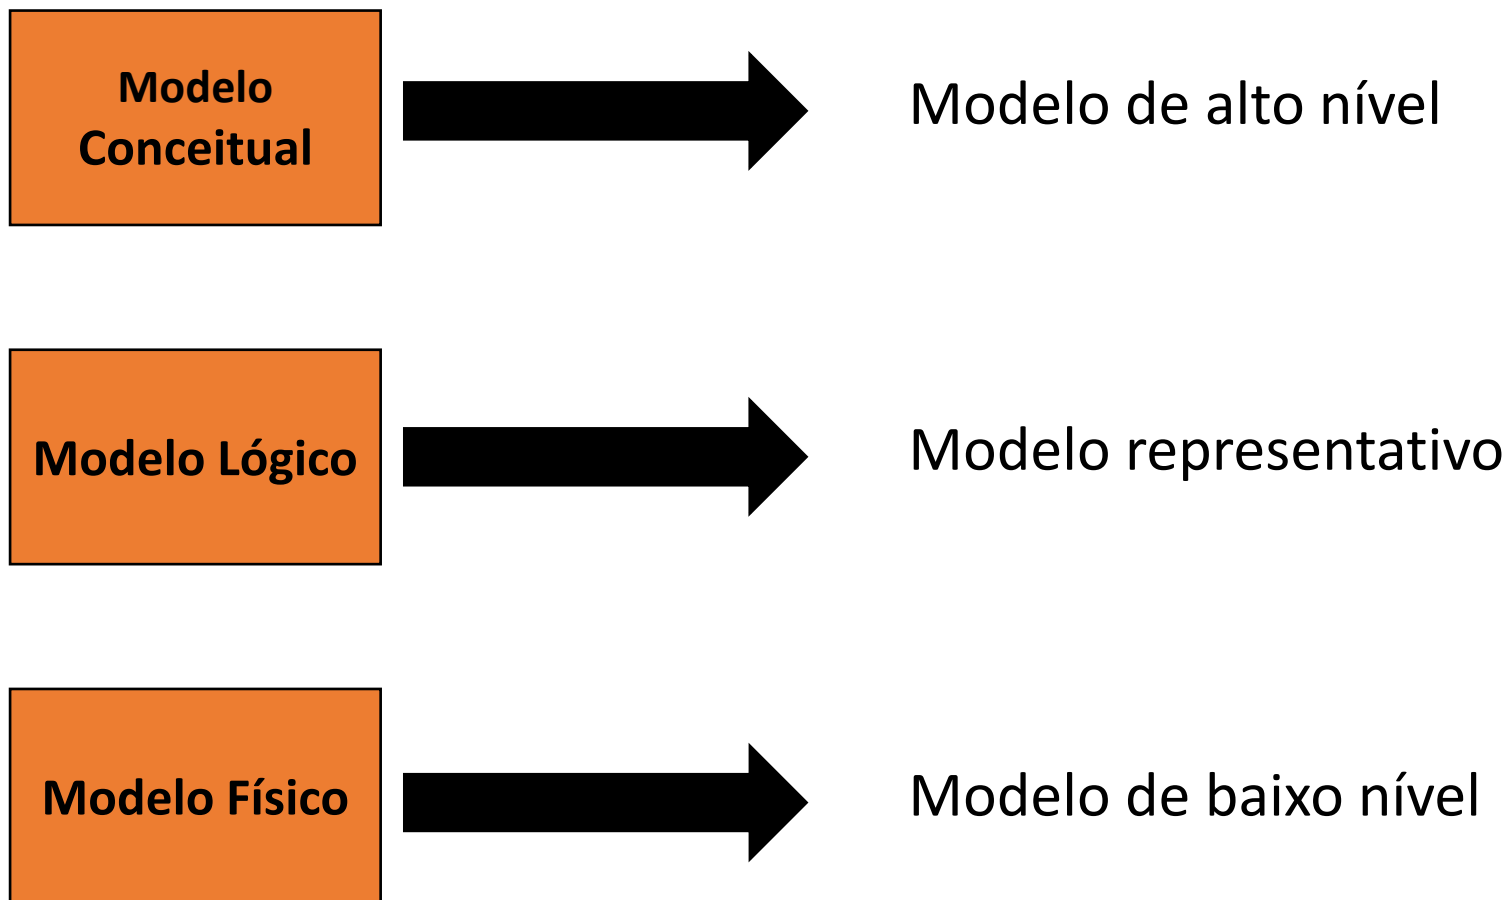 Modelo
Conceitual
Modelo de alto nível
Modelo Lógico
Modelo representativo
Modelo Físico
Modelo de baixo nível